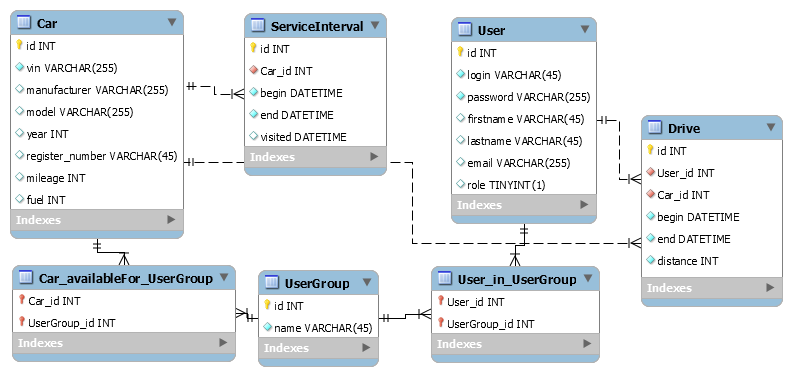 Car
id INT
vin VARCHAR(255)
manufacturer VARCHAR(255)
model VARCHAR(255)
year INT
register_number VARCHAR(45)
mileage INT
fuel INT
Indexes
ServiceInterval
id INT
Car_id INT
begin DATETIME
end DATETIME
visited DATETIME
Indexes
User
id INT
login VARCHAR(45)
password VARCHAR(255)
firstname VARCHAR(45)
lastname VARCHAR(45)
email VARCHAR(255)
role TINYINT(1)
Indexes
Drive
id INT
User_id INT
Car_id INT
begin DATETIME
end DATETIME
distance INT
Indexes
Car_availableFor_UserGroup
Car_id INT
UserGroup_id INT
Indexes
UserGroup
id INT
name VARCHAR(45)
Indexes
User_in_UserGroup
User_id INT
UserGroup_id INT
Indexes